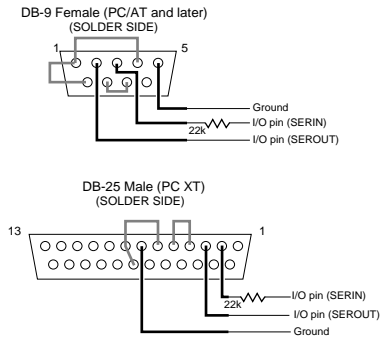 DB-9 Female (PC/AT and later)
(SOLDER SIDE)
1 5
Ground
I/O pin (SERIN)
22k
I/O pin (SEROUT)
DB-25 Male (PC XT)
(SOLDER SIDE)
13 1
I/O pin (SERIN)
22k
I/O pin (SEROUT)
Ground